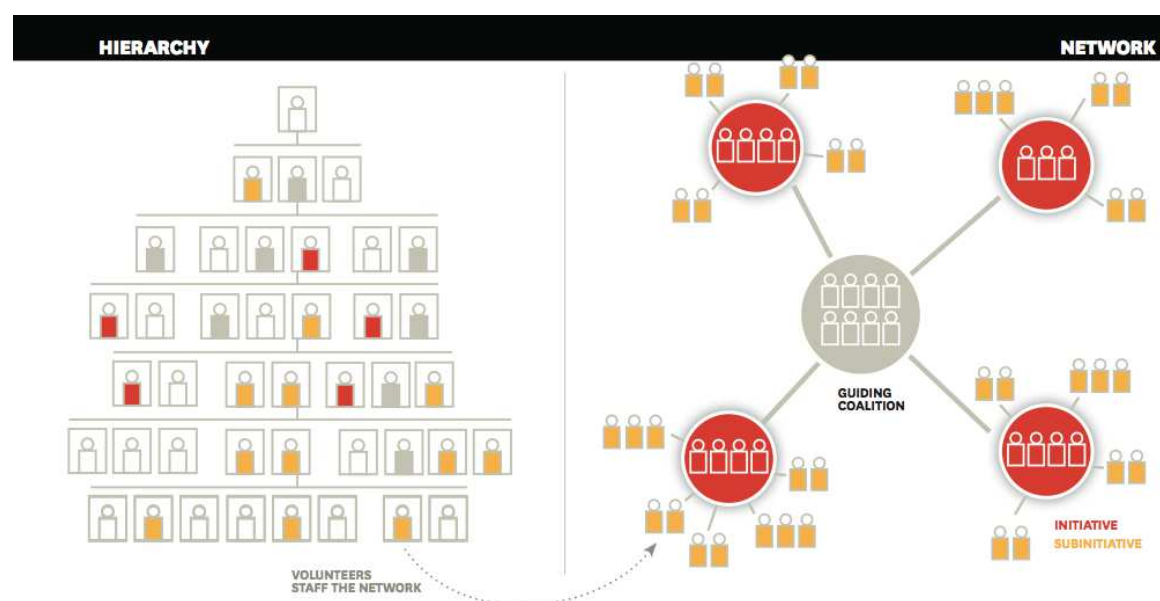 HIERARCHY
NETWORK
GUIDING
COALITION
INITIATIVE
SUBINITIATIVE
VOLUNTEERS
STAFF THE NETWORK